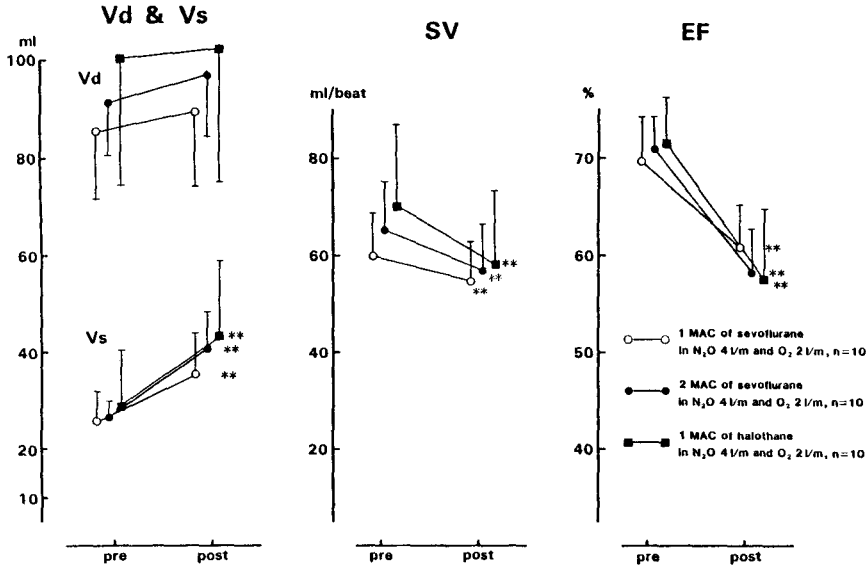 Vd & Vs
ml
100
Vd
80
60
40
Vs
**
**
**
20
10
pre post
SV
ml/beat
80
60
**
**
**
40
20
pre post
EF
%
70
60
**
**
**
50
40
1 MAC of sevoflurane
in N₂O 4 l/m and O₂ 2 l/m, n=10
2 MAC of sevoflurane
in N₂O 4 l/m and O₂ 2 l/m, n=10
1 MAC of halothane
in N₂O 4 l/m and O₂ 2 l/m, n=10
pre post